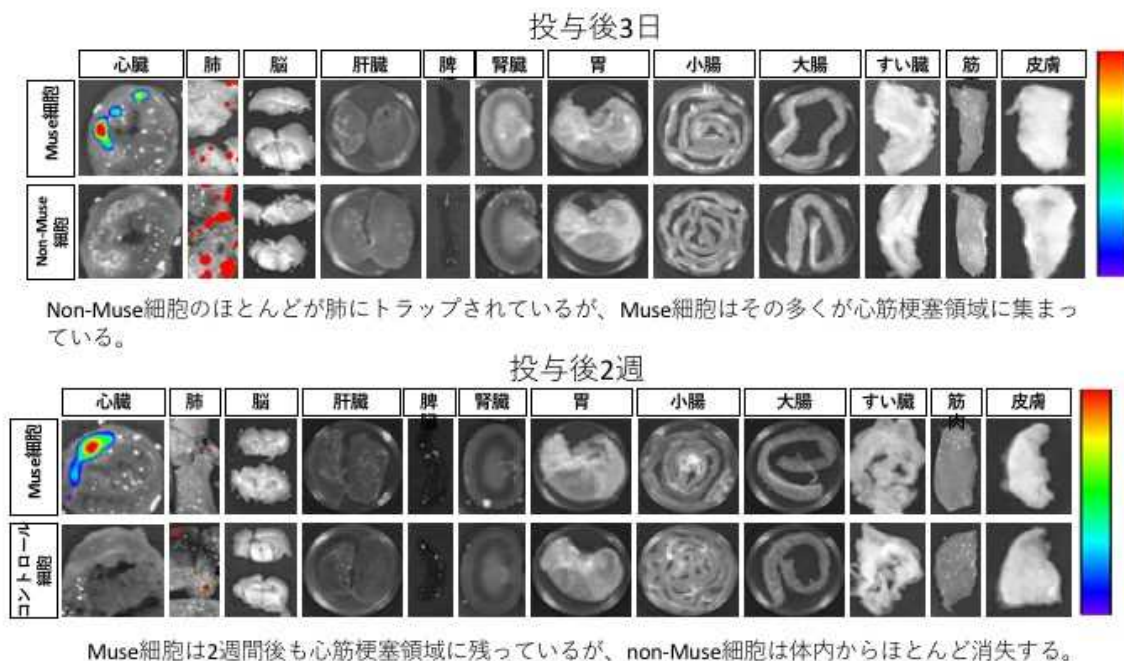 投与後3日
心臓 肺 脳 肝臓 脾 腎臓 胃 小腸 大腸 すい臓 筋 皮膚
Muse細胞
Non-Muse
細胞
Non-Muse細胞のほとんどが肺にトラップされているが、Muse細胞はその多くが心筋梗塞領域に集まっ
ている。
投与後2週
心臓 肺 脳 肝臓 脾臓 腎臓 胃 小腸 大腸 すい臓 筋肉 皮膚
Muse細胞
コントロール
細胞
Muse細胞は2週間後も心筋梗塞領域に残っているが、non-Muse細胞は体内からほとんど消失する。